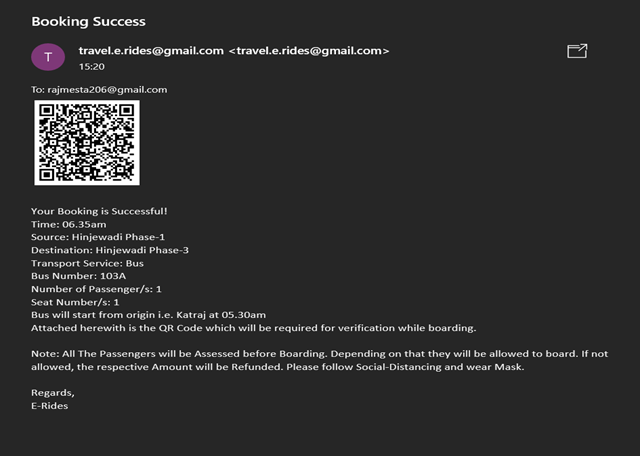 Booking Success
T
travel.e.rides@gmail.com <travel.e.rides@gmail.com>
15:20
To: rajmesta206@gmail.com
Your Booking is Successful!
Time: 06.35am
Source: Hinjewadi Phase-1
Destination: Hinjewadi Phase-3
Transport Service: Bus
Bus Number: 103A
Number of Passenger/s: 1
Seat Number/s: 1
Bus will start from origin i.e. Katraj at 05.30am
Attached herewith is the QR Code which will be required for verification while boarding.
Note: All The Passengers will be Assessed before Boarding. Depending on that they will be allowed to board. If not
allowed, the respective Amount will be Refunded. Please follow Social-Distancing and wear Mask.
Regards,
E-Rides